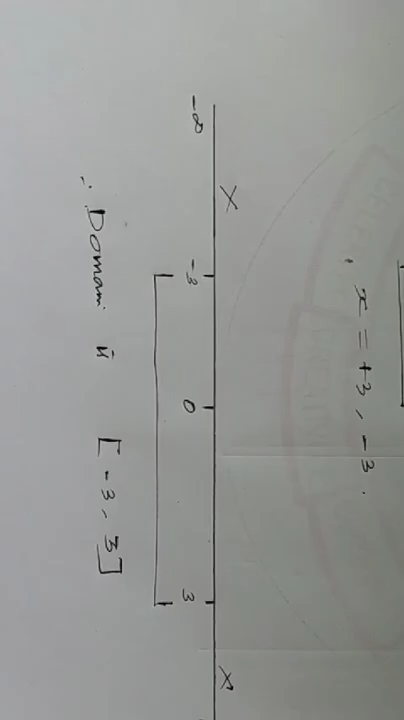 x = +3, -3.
X X
-∞ -3 0 3
∴ Domain is [-3, 3]